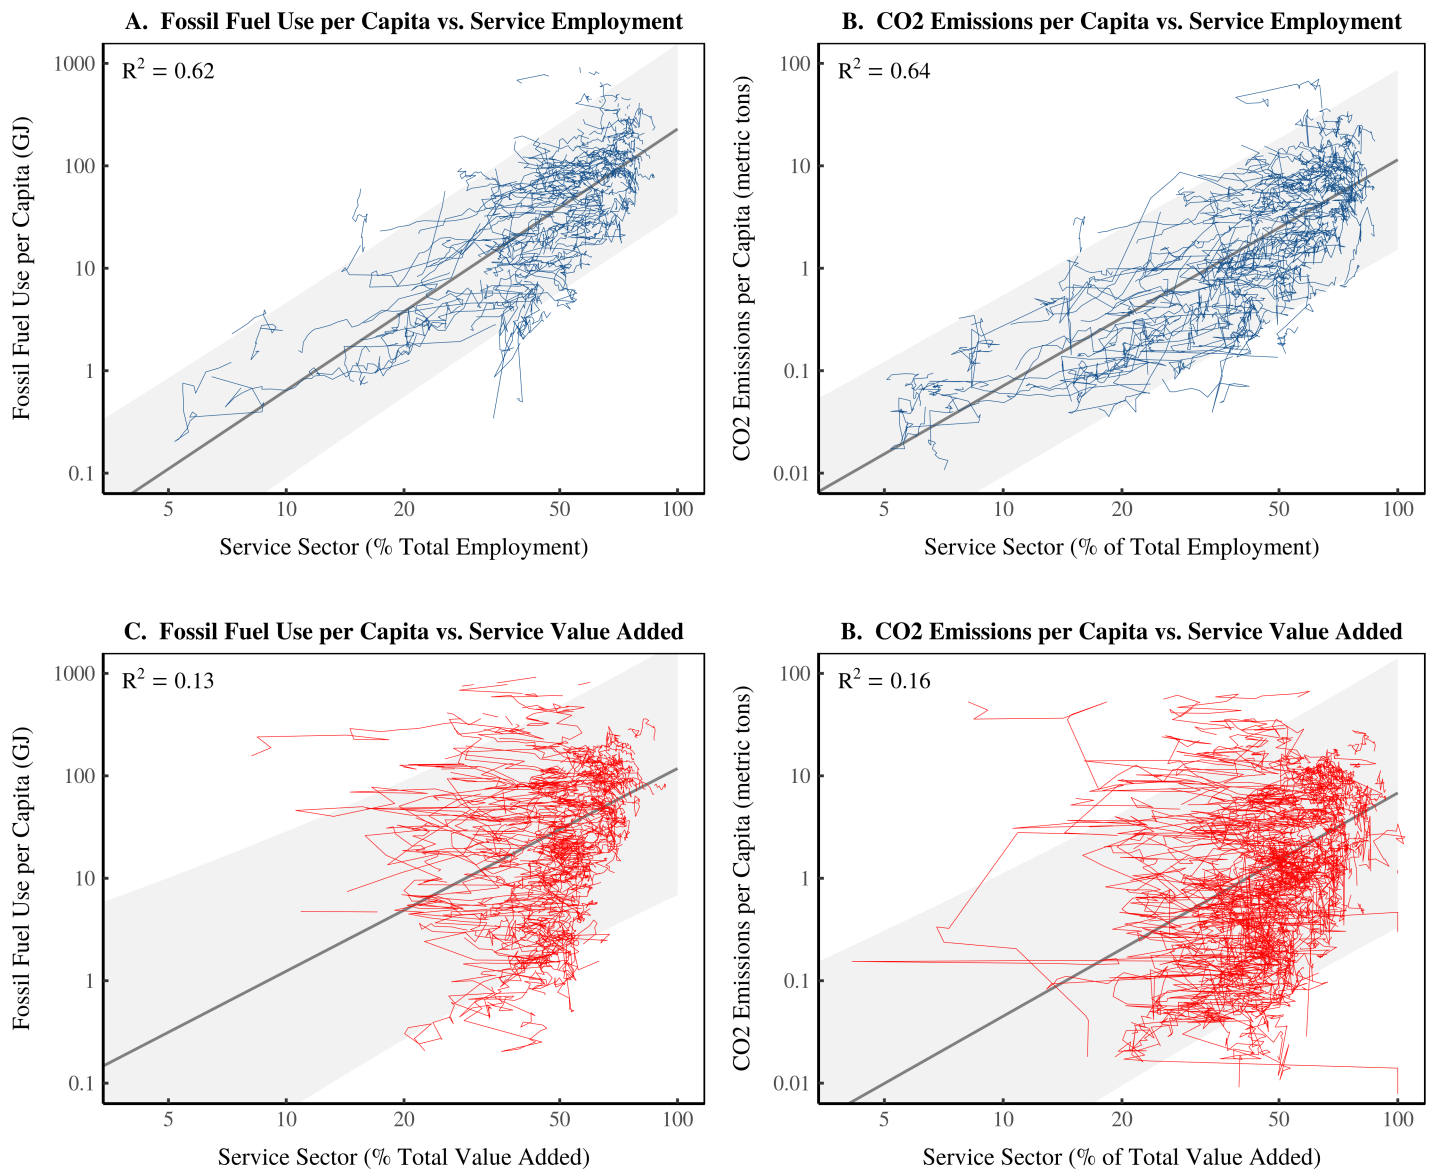 A. Fossil Fuel Use per Capita vs. Service Employment
R² = 0.62
Fossil Fuel Use per Capita (GJ)
1000
100
10
1
0.1
5 10 20 50 100
Service Sector (% Total Employment)
B. CO2 Emissions per Capita vs. Service Employment
R² = 0.64
CO2 Emissions per Capita (metric tons)
100
10
1
0.1
0.01
5 10 20 50 100
Service Sector (% of Total Employment)
C. Fossil Fuel Use per Capita vs. Service Value Added
R² = 0.13
Fossil Fuel Use per Capita (GJ)
1000
100
10
1
0.1
5 10 20 50 100
Service Sector (% Total Value Added)
B. CO2 Emissions per Capita vs. Service Value Added
R² = 0.16
CO2 Emissions per Capita (metric tons)
100
10
1
0.1
0.01
5 10 20 50 100
Service Sector (% of Total Value Added)